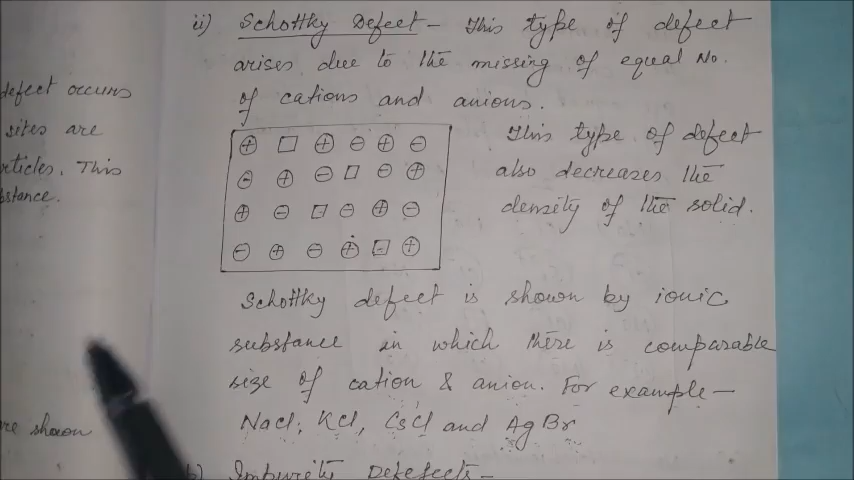 defect occurs
sites are
rticles. This
bstance.
re shown
ii) Schottky Defect - This type of defect
arises due to the missing of equal No.
of cations and anions.
⊕ □ ⊕ ⊖ ⊕ ⊖
⊖ ⊕ ⊖ □ ⊖ ⊕
⊕ ⊖ □ ⊖ ⊕ ⊖
⊖ ⊕ ⊖ ⊕ □ ⊕
This type of defect
also decreases the
density of the solid.
Schottky defect is shown by ionic
substance in which there is comparable
size of cation & anion. For example -
NaCl, KCl, CsCl and AgBr
b) Impurity Defefects -